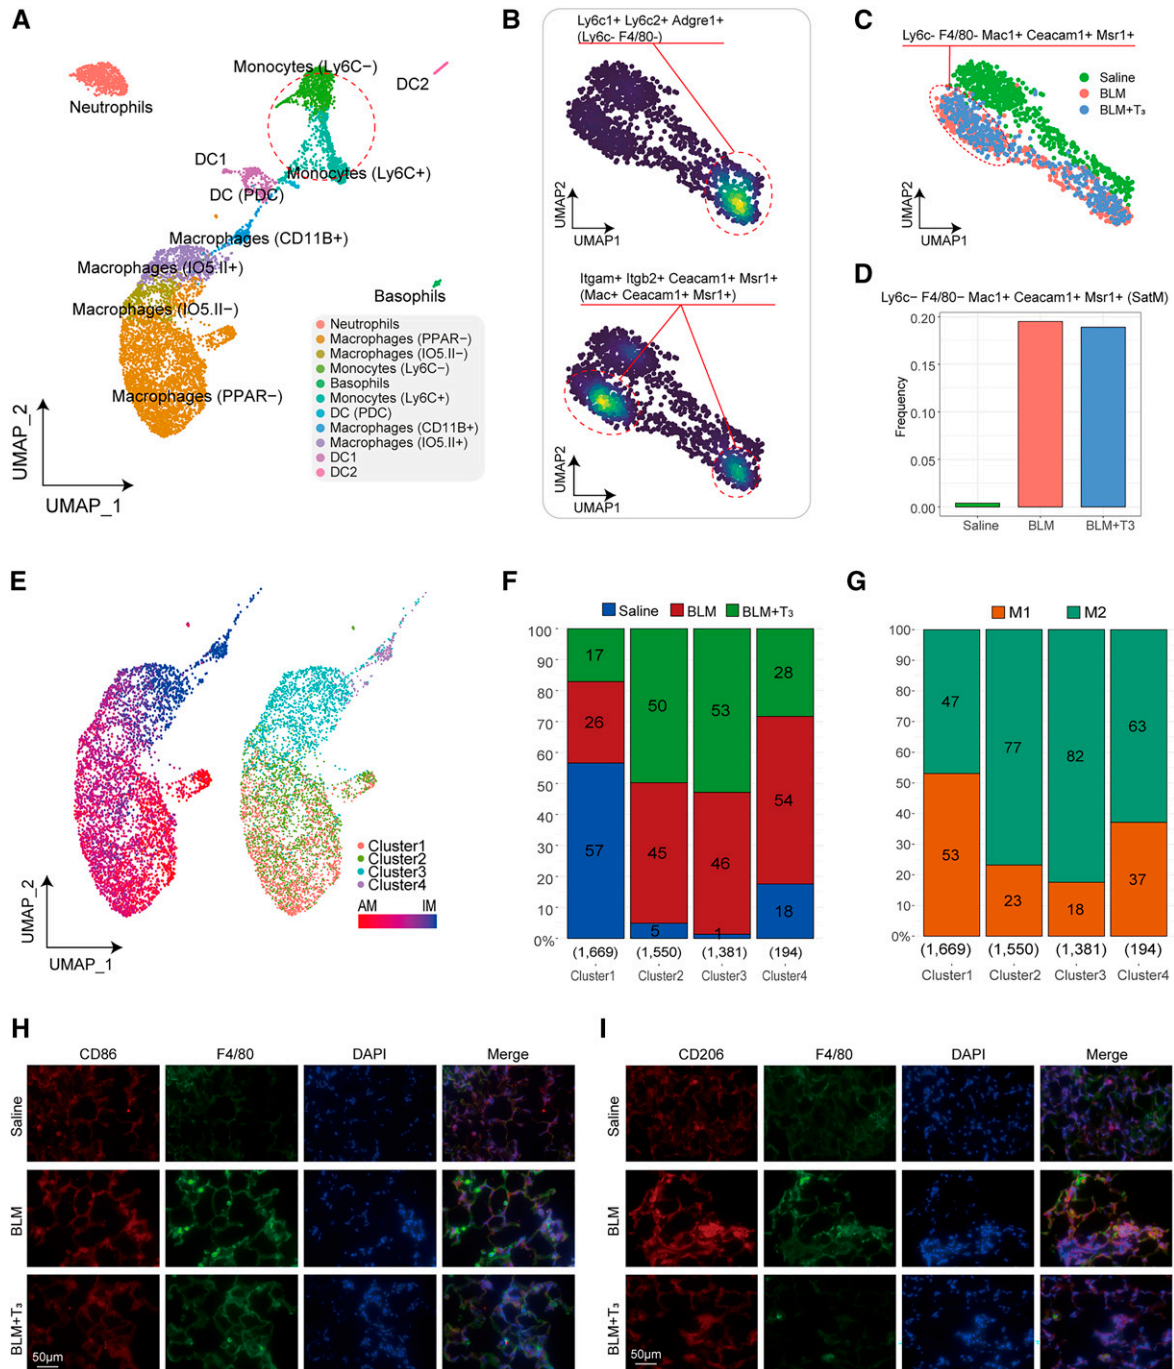 A
Monocytes (Ly6C−)
DC2
Neutrophils
DC1
Monocytes (Ly6C+)
DC (PDC)
Macrophages (CD11B+)
Macrophages (IO5.II+)
Basophils
Macrophages (IO5.II−)
Macrophages (PPAR−)
Neutrophils
Macrophages (PPAR−)
Macrophages (IO5.II−)
Monocytes (Ly6C−)
Basophils
Monocytes (Ly6C+)
DC (PDC)
Macrophages (CD11B+)
Macrophages (IO5.II+)
DC1
DC2
UMAP_2
UMAP_1
B
Ly6c1+ Ly6c2+ Adgre1+
(Ly6c- F4/80-)
UMAP2
UMAP1
Itgam+ Itgb2+ Ceacam1+ Msr1+
(Mac+ Ceacam1+ Msr1+)
UMAP2
UMAP1
C
Ly6c- F4/80- Mac1+ Ceacam1+ Msr1+
Saline
BLM
BLM+T₃
UMAP2
UMAP1
D
Ly6c− F4/80− Mac1+ Ceacam1+ Msr1+ (SatM)
Frequency
0.20
0.15
0.10
0.05
0.00
Saline BLM BLM+T3
E
Cluster1
Cluster2
Cluster3
Cluster4
AM IM
UMAP_2
UMAP_1
F
Saline BLM BLM+T₃
100
90
80
70
60
50
40
30
20
10
0%
17 50 53 28
26 45 46 54
57 5 1 18
(1,669) (1,550) (1,381) (194)
Cluster1 Cluster2 Cluster3 Cluster4
G
M1 M2
100
90
80
70
60
50
40
30
20
10
0%
47 77 82 63
53 23 18 37
(1,669) (1,550) (1,381) (194)
Cluster1 Cluster2 Cluster3 Cluster4
H
CD86 F4/80 DAPI Merge
Saline
BLM
BLM+T₃
50μm
I
CD206 F4/80 DAPI Merge
Saline
BLM
BLM+T₃
50μm